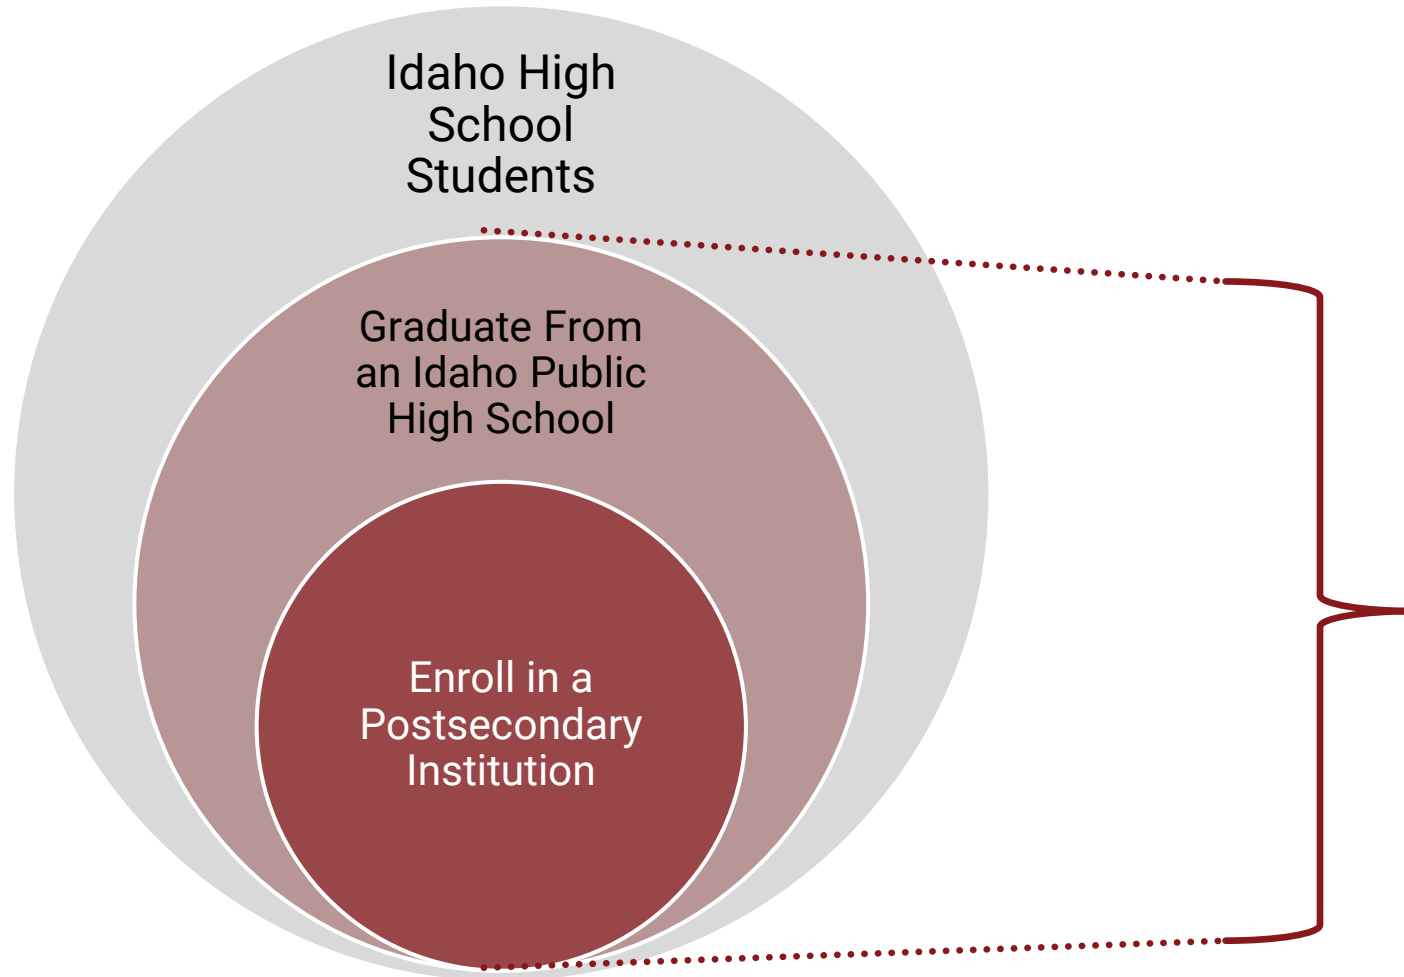 Idaho High
School
Students
Graduate From
an Idaho Public
High School
Enroll in a
Postsecondary
Institution